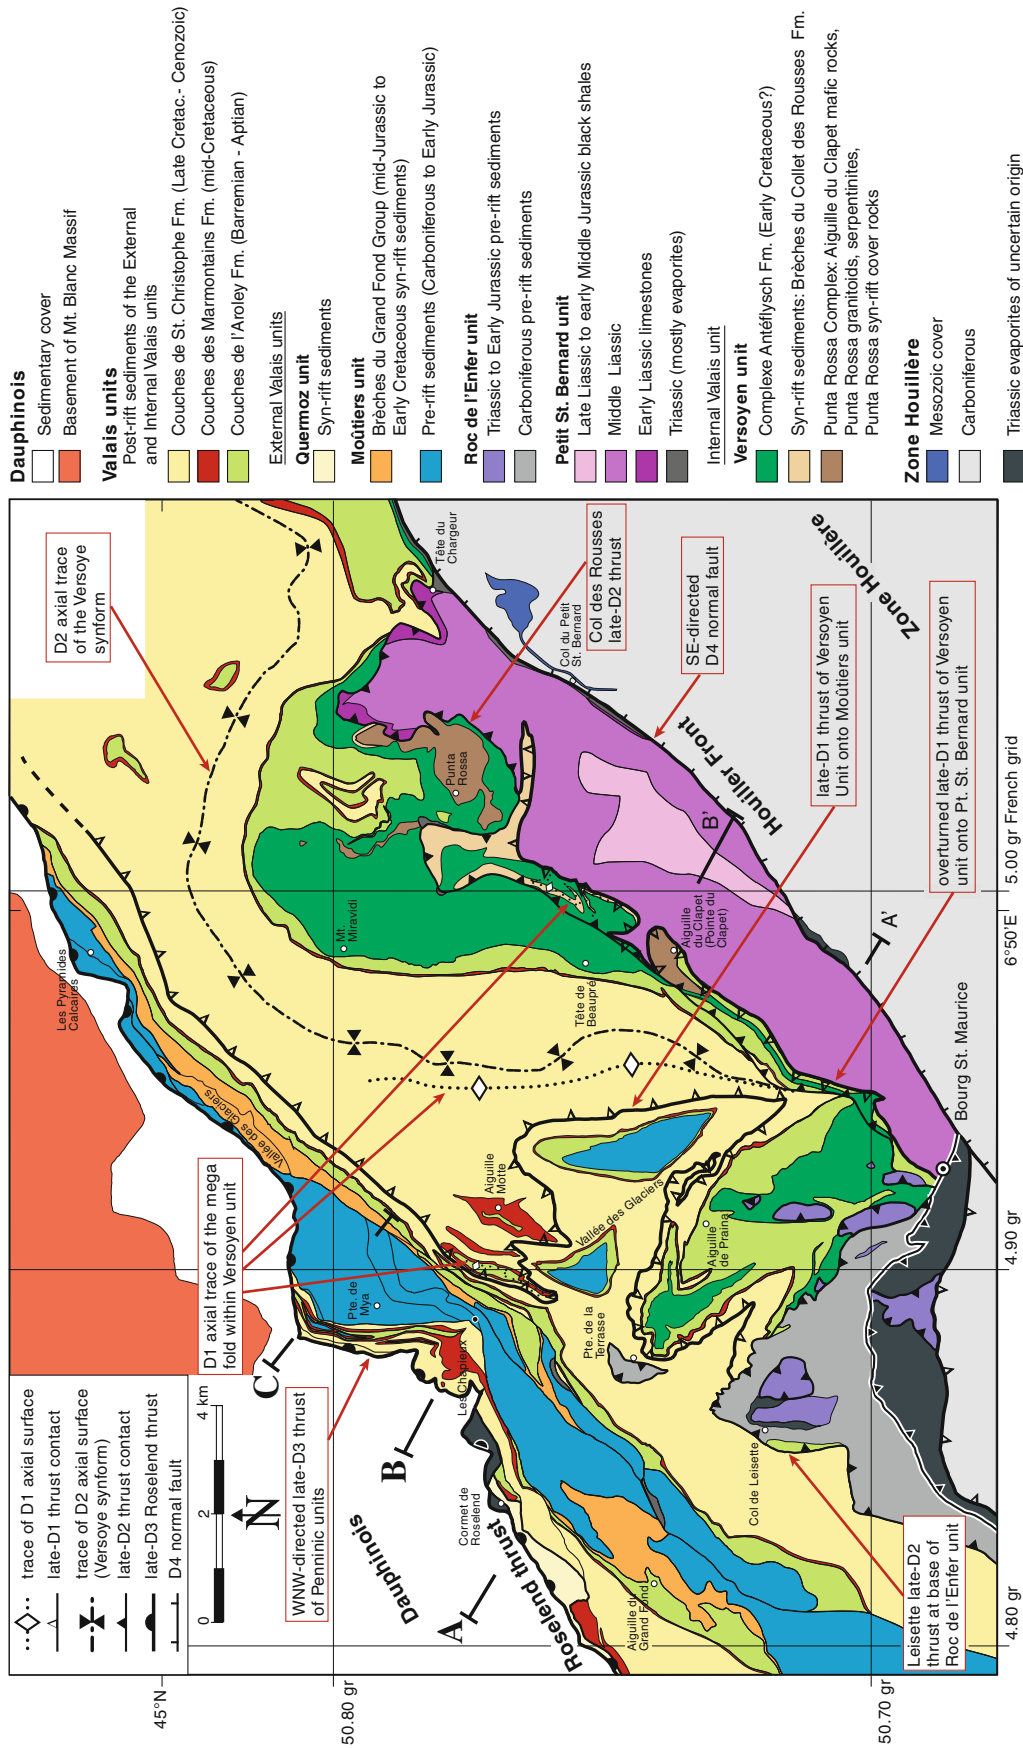 Dauphinois
Sedimentary cover
Basement of Mt. Blanc Massif
Valais units
Post-rift sediments of the External
and Internal Valais units
Couches de St. Christophe Fm. (Late Cretac.- Cenozoic)
Couches des Marmontains Fm. (mid-Cretaceous)
Couches de l'Aroley Fm. (Barremian - Aptian)
External Valais units
Quermoz unit
Syn-rift sediments
Moûtiers unit
Brèches du Grand Fond Group (mid-Jurassic to
Early Cretaceous syn-rift sediments)
Pre-rift sediments (Carboniferous to Early Jurassic)
Roc de l'Enfer unit
Triassic to Early Jurassic pre-rift sediments
Carboniferous pre-rift sediments
Petit St. Bernard unit
Late Liassic to early Middle Jurassic black shales
Middle Liassic
Early Liassic limestones
Triassic (mostly evaporites)
Internal Valais unit
Versoyen unit
Complexe Antéflysch Fm. (Early Cretaceous?)
Syn-rift sediments: Brèches du Collet des Rousses Fm.
Punta Rossa Complex: Aiguille du Clapet mafic rocks,
Punta Rossa granitoids, serpentinites,
Punta Rossa syn-rift cover rocks
Zone Houillère
Mesozoic cover
Carboniferous
Triassic evaporites of uncertain origin
trace of D1 axial surface
late-D1 thrust contact
trace of D2 axial surface
(Versoye synform)
late-D2 thrust contact
late-D3 Roselend thrust
D4 normal fault
0
2
4 km
N
D1 axial trace of the mega
fold within Versoyen unit
D2 axial trace
of the Versoye
synform
WNW-directed late-D3 thrust
of Penninic units
Col des Rousses
late-D2 thrust
SE-directed
D4 normal fault
late-D1 thrust of Versoyen
Unit onto Moûtiers unit
overturned late-D1 thrust of Versoyen
unit onto Pt. St. Bernard unit
Leisette late-D2
thrust at base of
Roc de l'Enfer unit
Les Pyramides
Calcaires
Vallée des Glaciers
Pte. de
Mya
Les Chapieux
Cormet de
Roselend
Dauphinois
Roselend thrust
Aiguille du
Grand Fond
Aiguille
Motte
Vallée des Glaciers
Pte. de la
Terrasse
Aiguille
de Prainal
Col de Leisette
Mt.
Miravidi
Tête de
Beaupré
Punta
Rossa
Aiguille
du Clapet
(Pointe du
Clapet)
Tête du
Chargeur
Col du Petit
St. Bernard
Houillier Front
Zone Houillère
Bourg St. Maurice
A
B
C
A'
B'
45°N
50.80 gr
50.70 gr
4.80 gr
4.90 gr
6°50'E
5.00 gr French grid